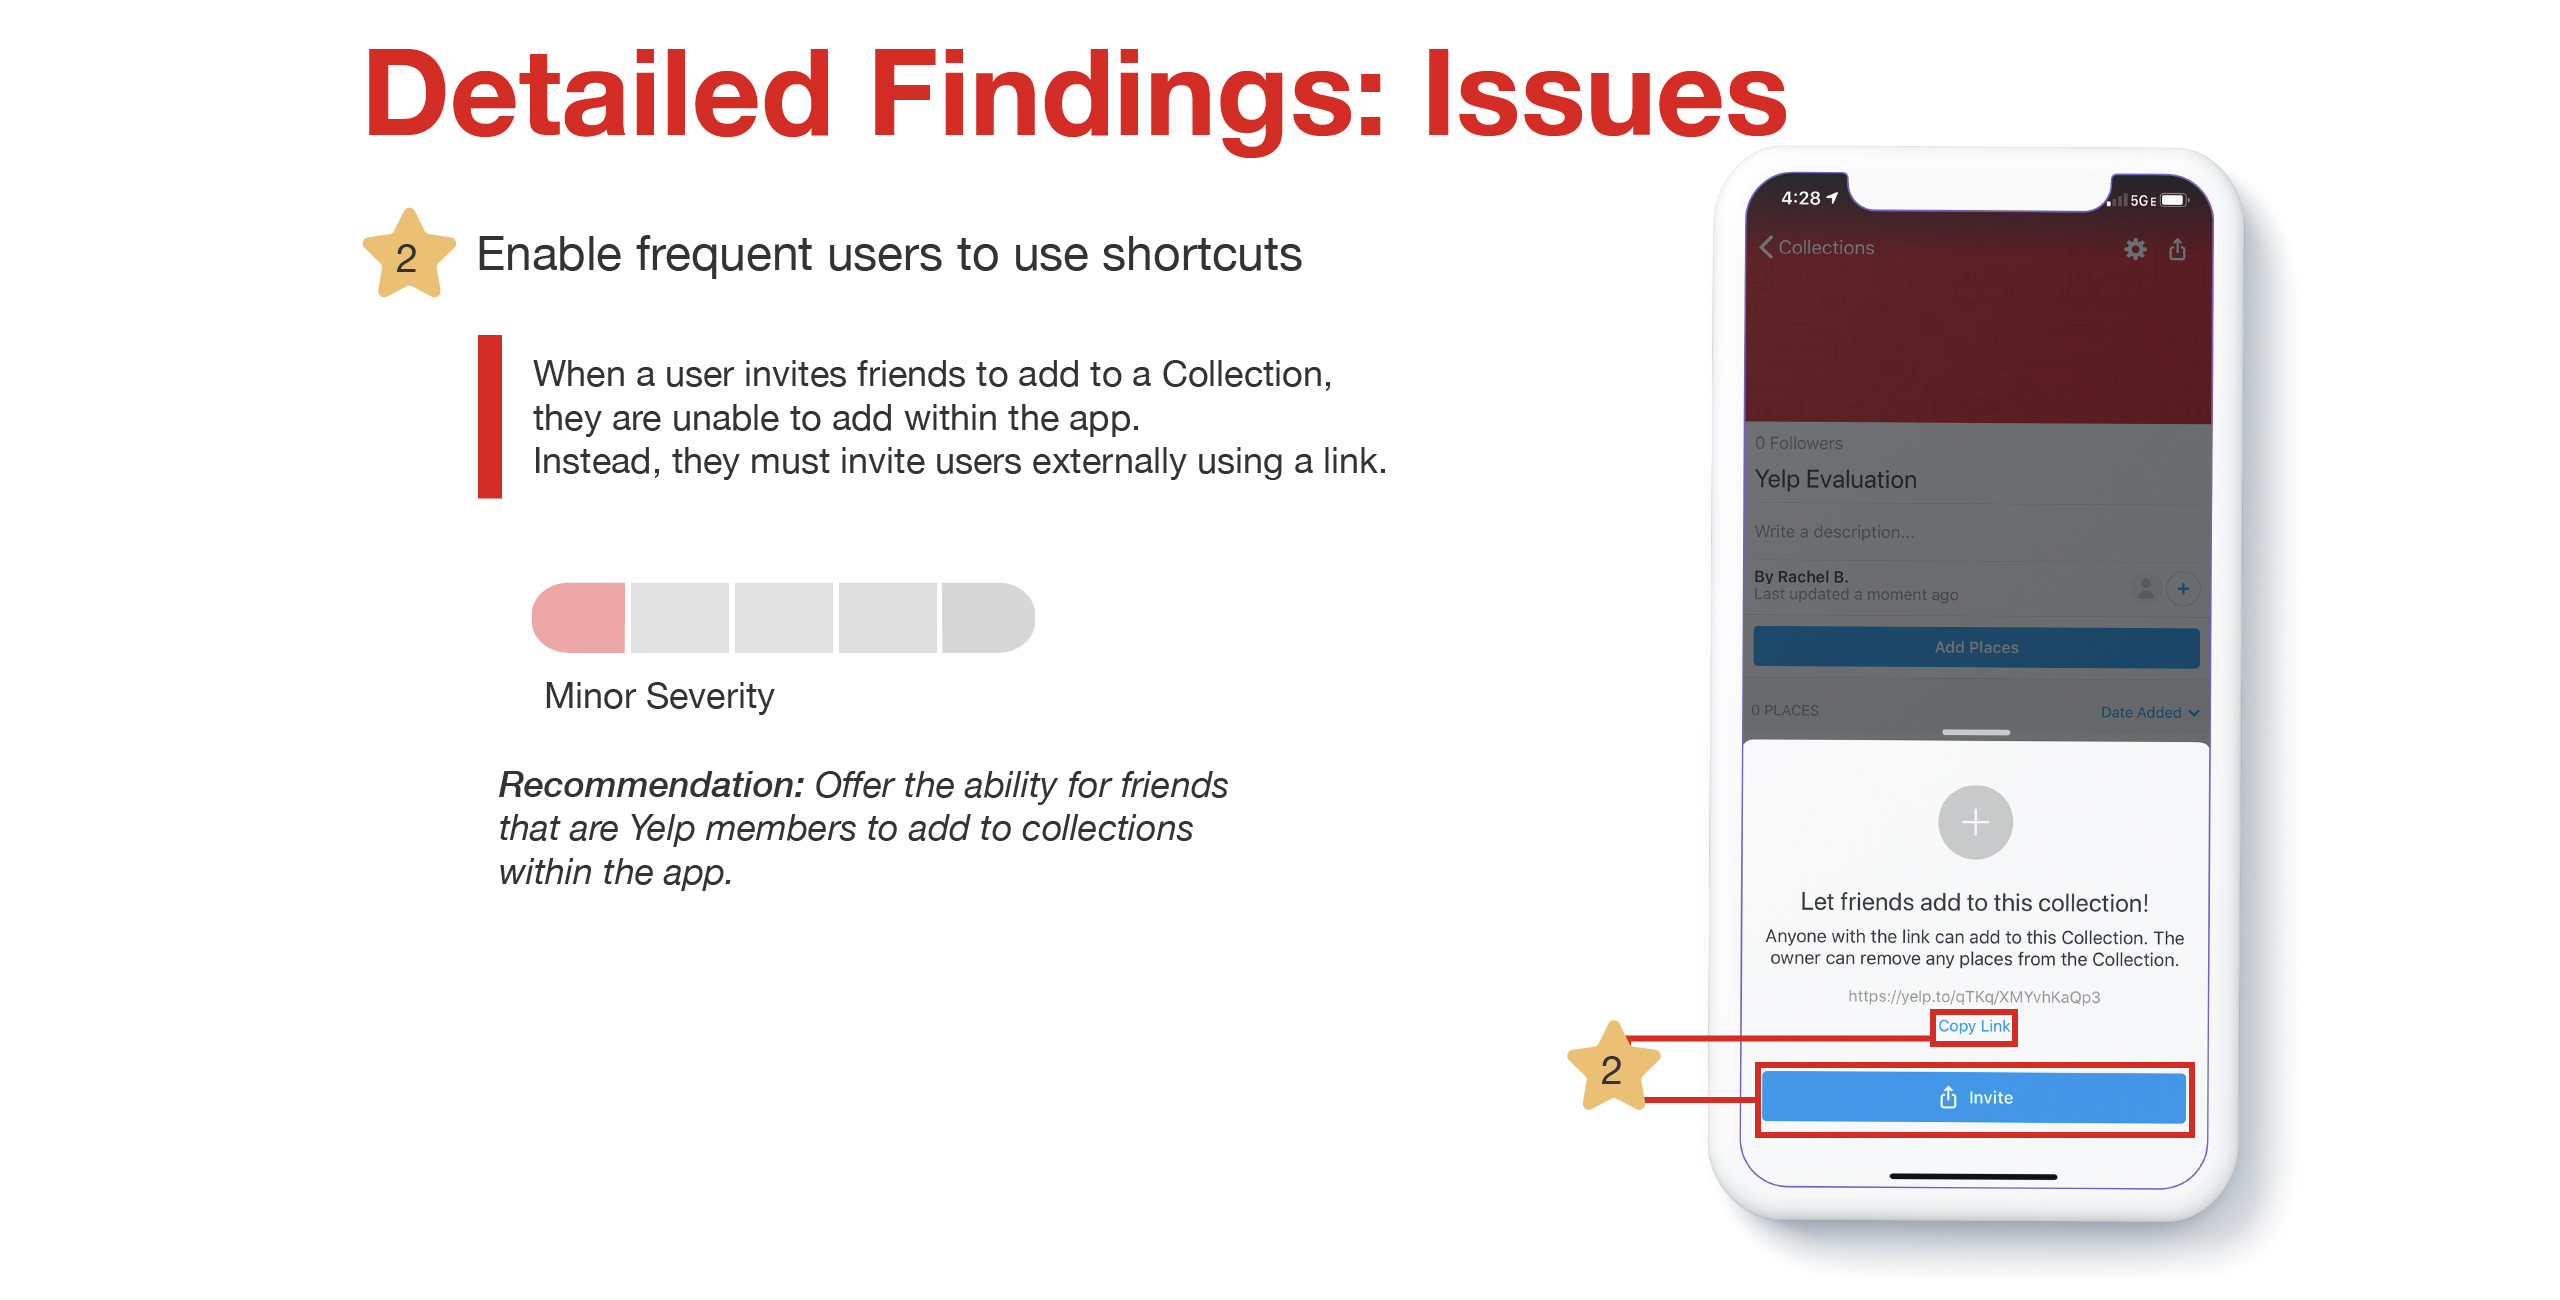 Detailed Findings: Issues
2
Enable frequent users to use shortcuts
When a user invites friends to add to a Collection,
they are unable to add within the app.
Instead, they must invite users externally using a link.
Minor Severity
Recommendation: Offer the ability for friends
that are Yelp members to add to collections
within the app.
4:28
5GE
Collections
0 Followers
Yelp Evaluation
Write a description...
By Rachel B.
Last updated a moment ago
Add Places
0 PLACES
Date Added
Let friends add to this collection!
Anyone with the link can add to this Collection. The
owner can remove any places from the Collection.
https://yelp.to/qTKq/XMYvhKaQp3
Copy Link
2
Invite